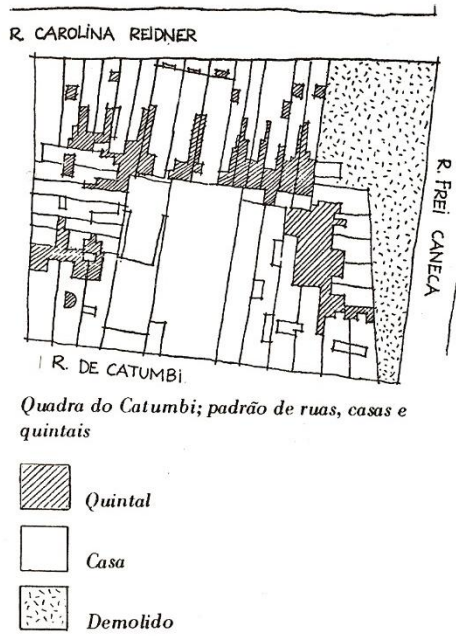 R. CAROLINA REIDNER
R. FREI CANECA
R. DE CATUMBI
Quadra do Catumbi; padrão de ruas, casas e
quintais
Quintal
Casa
Demolido